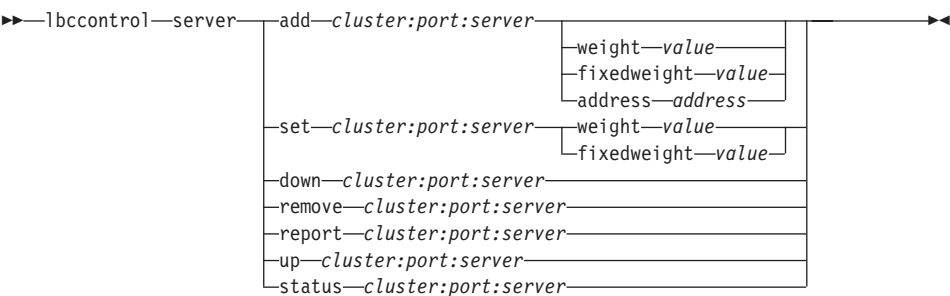 lbccontrol server add cluster:port:server
weight value
fixedweight value
address address
set cluster:port:server weight value
fixedweight value
down cluster:port:server
remove cluster:port:server
report cluster:port:server
up cluster:port:server
status cluster:port:server